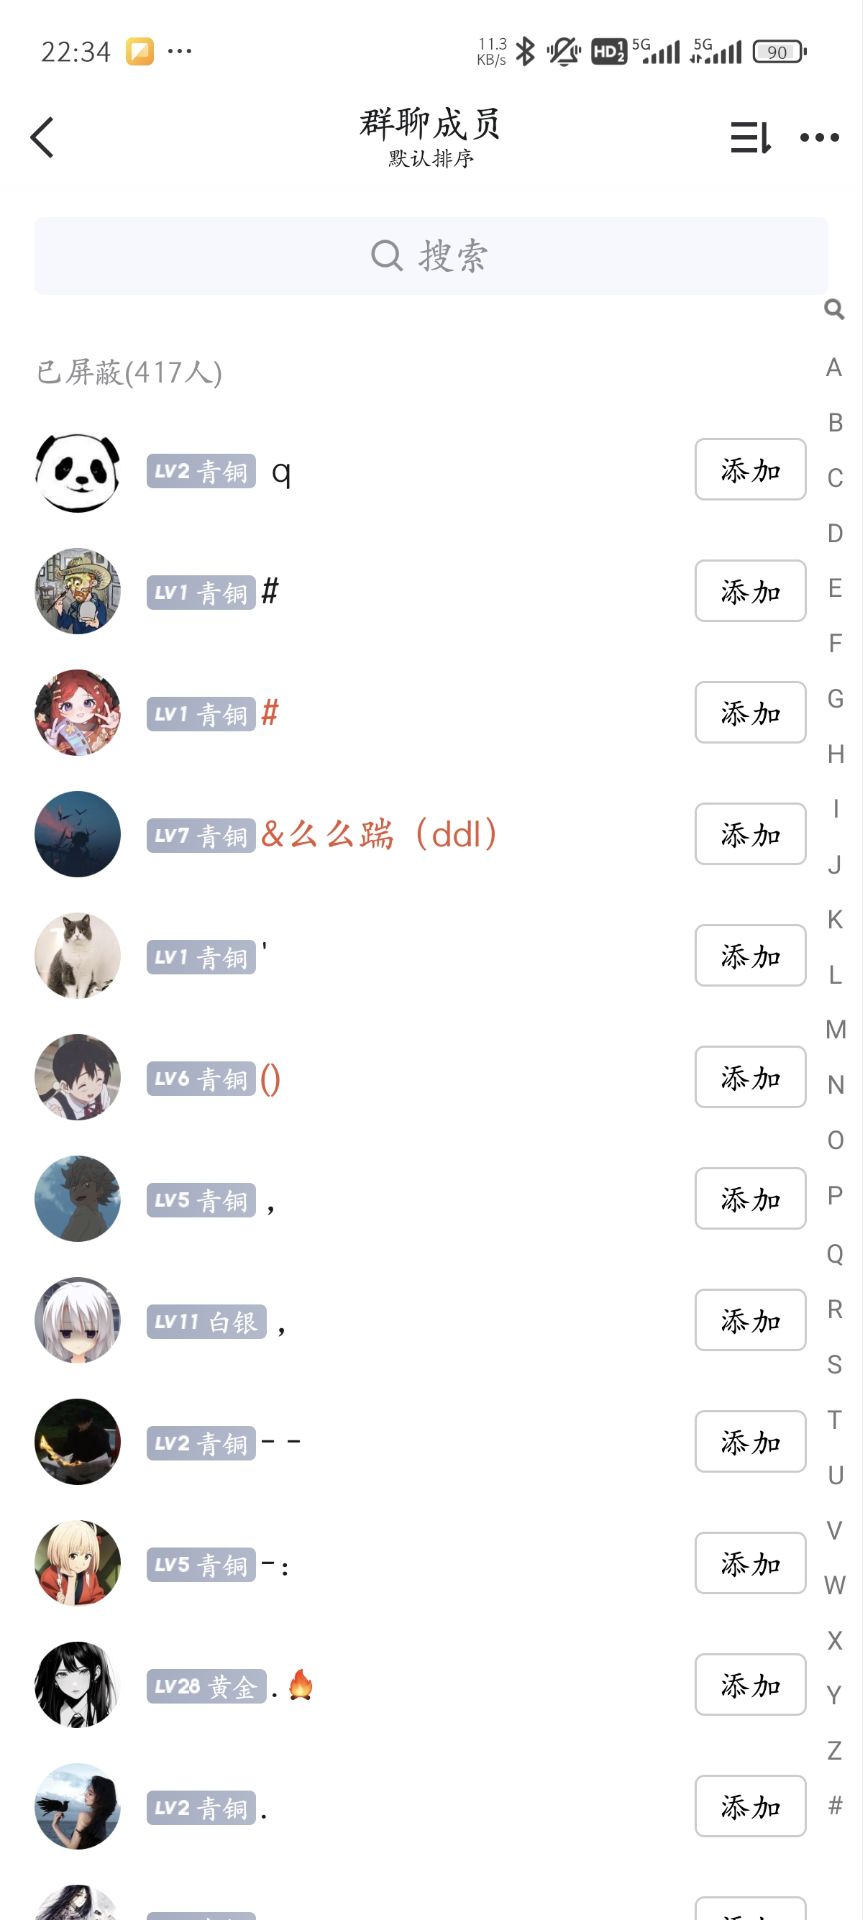 22:34
11.3
KB/s
HD 1 2
5G
5G
90
群聊成员
默认排序
搜索
已屏蔽(417人)
A
B
C
D
E
F
G
H
I
J
K
L
M
N
O
P
Q
R
S
T
U
V
W
X
Y
Z
#
LV2 青铜 q 添加
LV1 青铜 # 添加
LV1 青铜 # 添加
LV7 青铜 &么么踹（ddl） 添加
LV1 青铜 ' 添加
LV6 青铜 () 添加
LV5 青铜 ， 添加
LV11 白银 ， 添加
LV2 青铜 - - 添加
LV5 青铜 -： 添加
LV28 黄金 .🔥 添加
LV2 青铜 . 添加